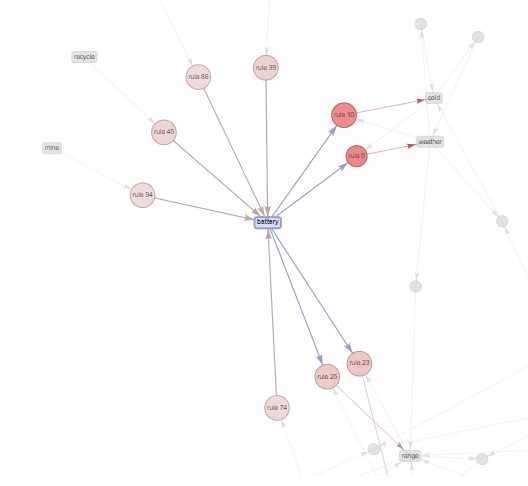 recycle
rule 86
rule 39
rule 10
cold
rule 45
mine
weather
rule 9
rule 94
battery
rule 23
rule 25
rule 74
range